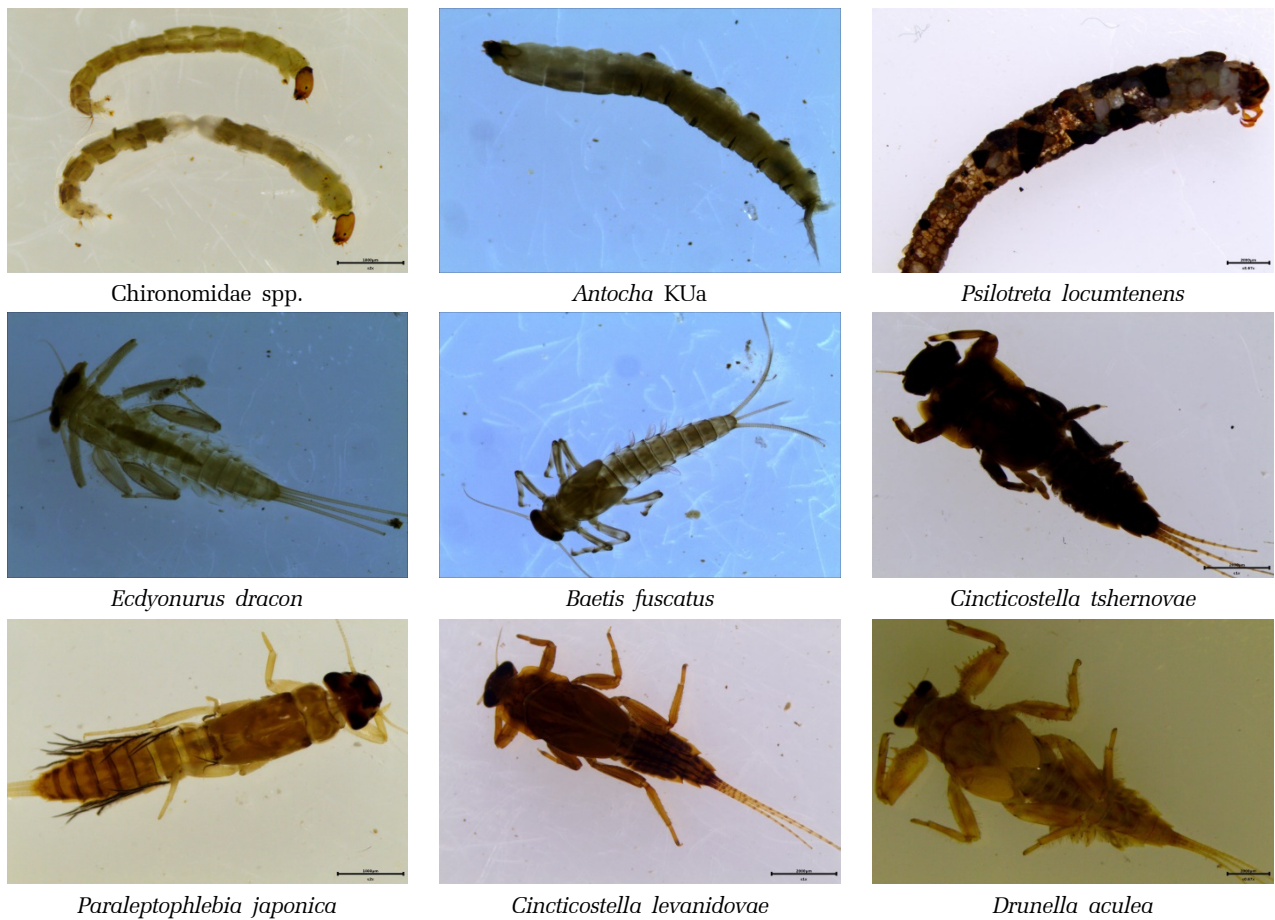 Chironomidae spp.
Antocha KUa
Psilotreta locumtenens
Ecdyonurus dracon
Baetis fuscatus
Cincticostella tshernovae
Paraleptophlebia japonica
Cincticostella levanidovae
Drunella aculea